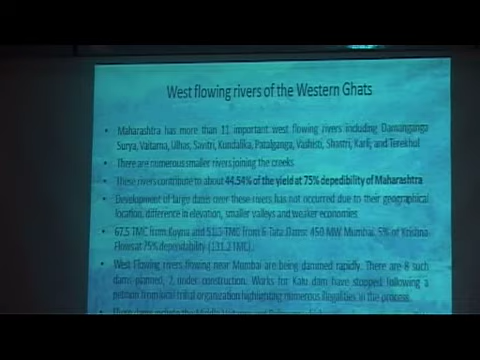 West flowing rivers of the Western Ghats
• Maharashtra has more than 11 important west flowing rivers including Damanganga
Surya, Vaitarna, Ulhas, Savitri, Kundalika, Patalganga, Vashisti, Shastri, Karli, and Terekhol
• There are numerous smaller rivers joining the creeks
• These rivers contribute to about 44.54% of the yield at 75% depedibility of Maharashtra
• Development of large dams over these rivers has not occurred due to their geographical
location, difference in elevation, smaller valleys and weaker economies
• 67.5 TMC from Koyna and 51.5 TMC from 6 Tata Dams: 450 MW Mumbai. 5% of Krishna
Flows at 75% dependability (131.2 TMC)
• West Flowing rivers flowing near Mumbai are being dammed rapidly. There are 8 such
dams planned, 2 under construction. Works for Kalu dam have stopped following a
petition from local tribal organization highlighting numerous illegalities in the process.